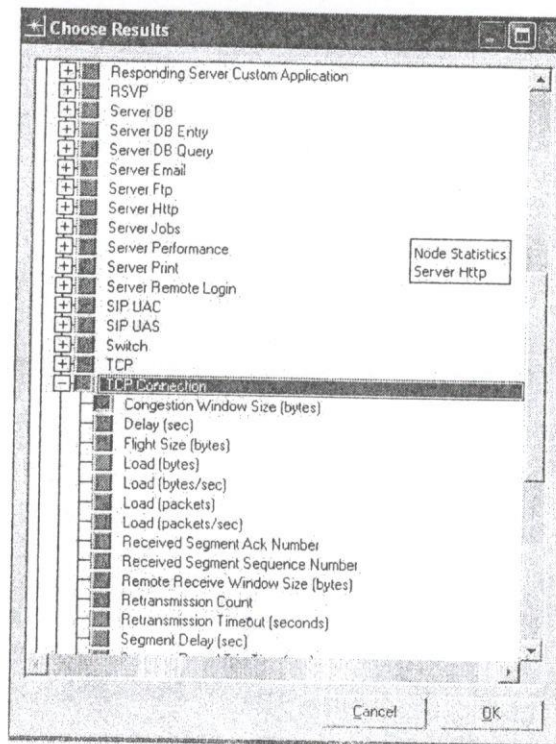 Choose Results
Responding Server Custom Application
RSVP
Server DB
Server DB Entry
Server DB Query
Server Email
Server Ftp
Server Http
Server Jobs
Server Performance
Server Print
Server Remote Login
SIP UAC
SIP UAS
Switch
TCP
TCP Connection
Congestion Window Size (bytes)
Delay (sec)
Flight Size (bytes)
Load (bytes)
Load (bytes/sec)
Load (packets)
Load (packets/sec)
Received Segment Ack Number
Received Segment Sequence Number
Remote Receive Window Size (bytes)
Retransmission Count
Retransmission Timeout (seconds)
Segment Delay (sec)
Node Statistics
Server Http
Cancel
OK